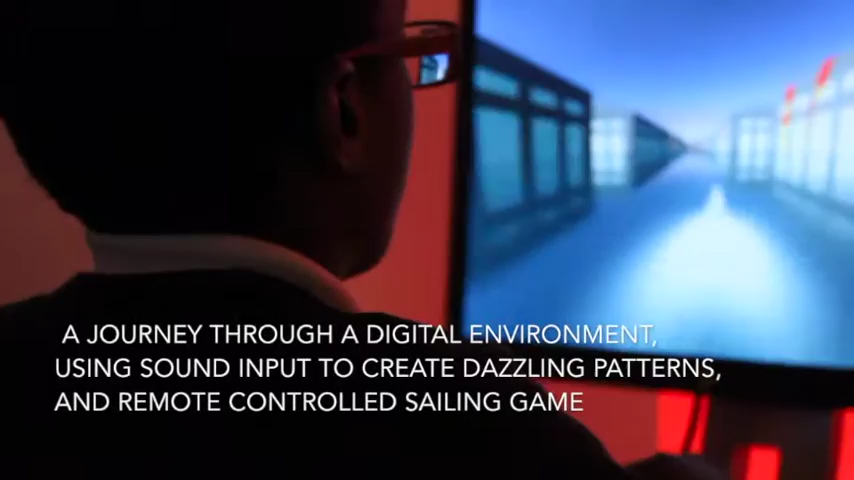 A JOURNEY THROUGH A DIGITAL ENVIRONMENT,
USING SOUND INPUT TO CREATE DAZZLING PATTERNS,
AND REMOTE CONTROLLED SAILING GAME